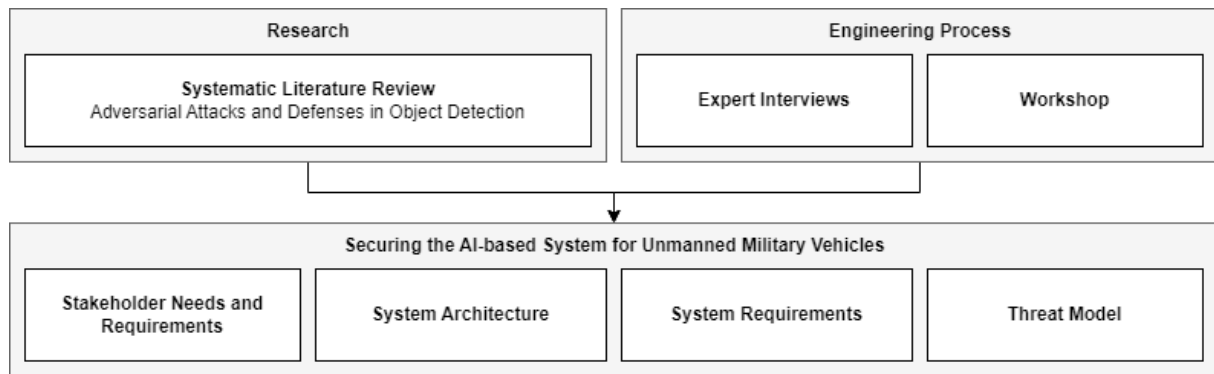 Research
Systematic Literature Review
Adversarial Attacks and Defenses in Object Detection
Engineering Process
Expert Interviews
Workshop
Securing the AI-based System for Unmanned Military Vehicles
Stakeholder Needs and
Requirements
System Architecture
System Requirements
Threat Model